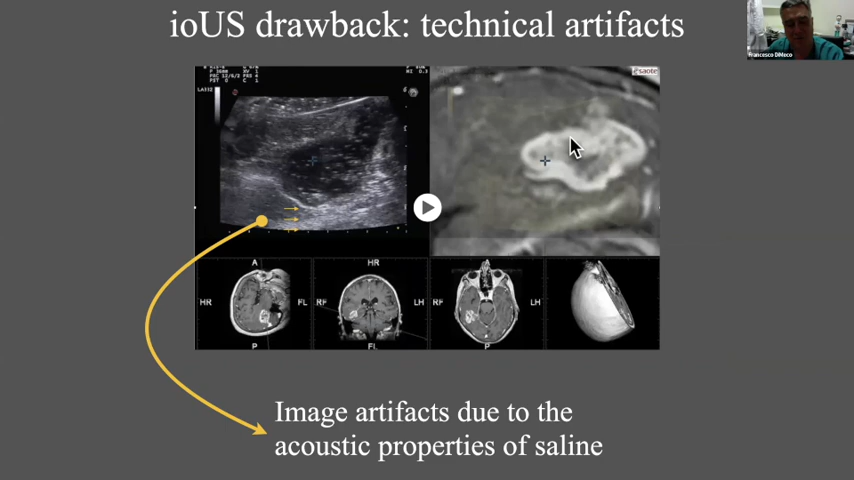 ioUS drawback: technical artifacts
Francesco DiMeco
esaote
LA332
A
HR
HR
FL
RF
LH
RF
LH
P
FL
P
Image artifacts due to the
acoustic properties of saline